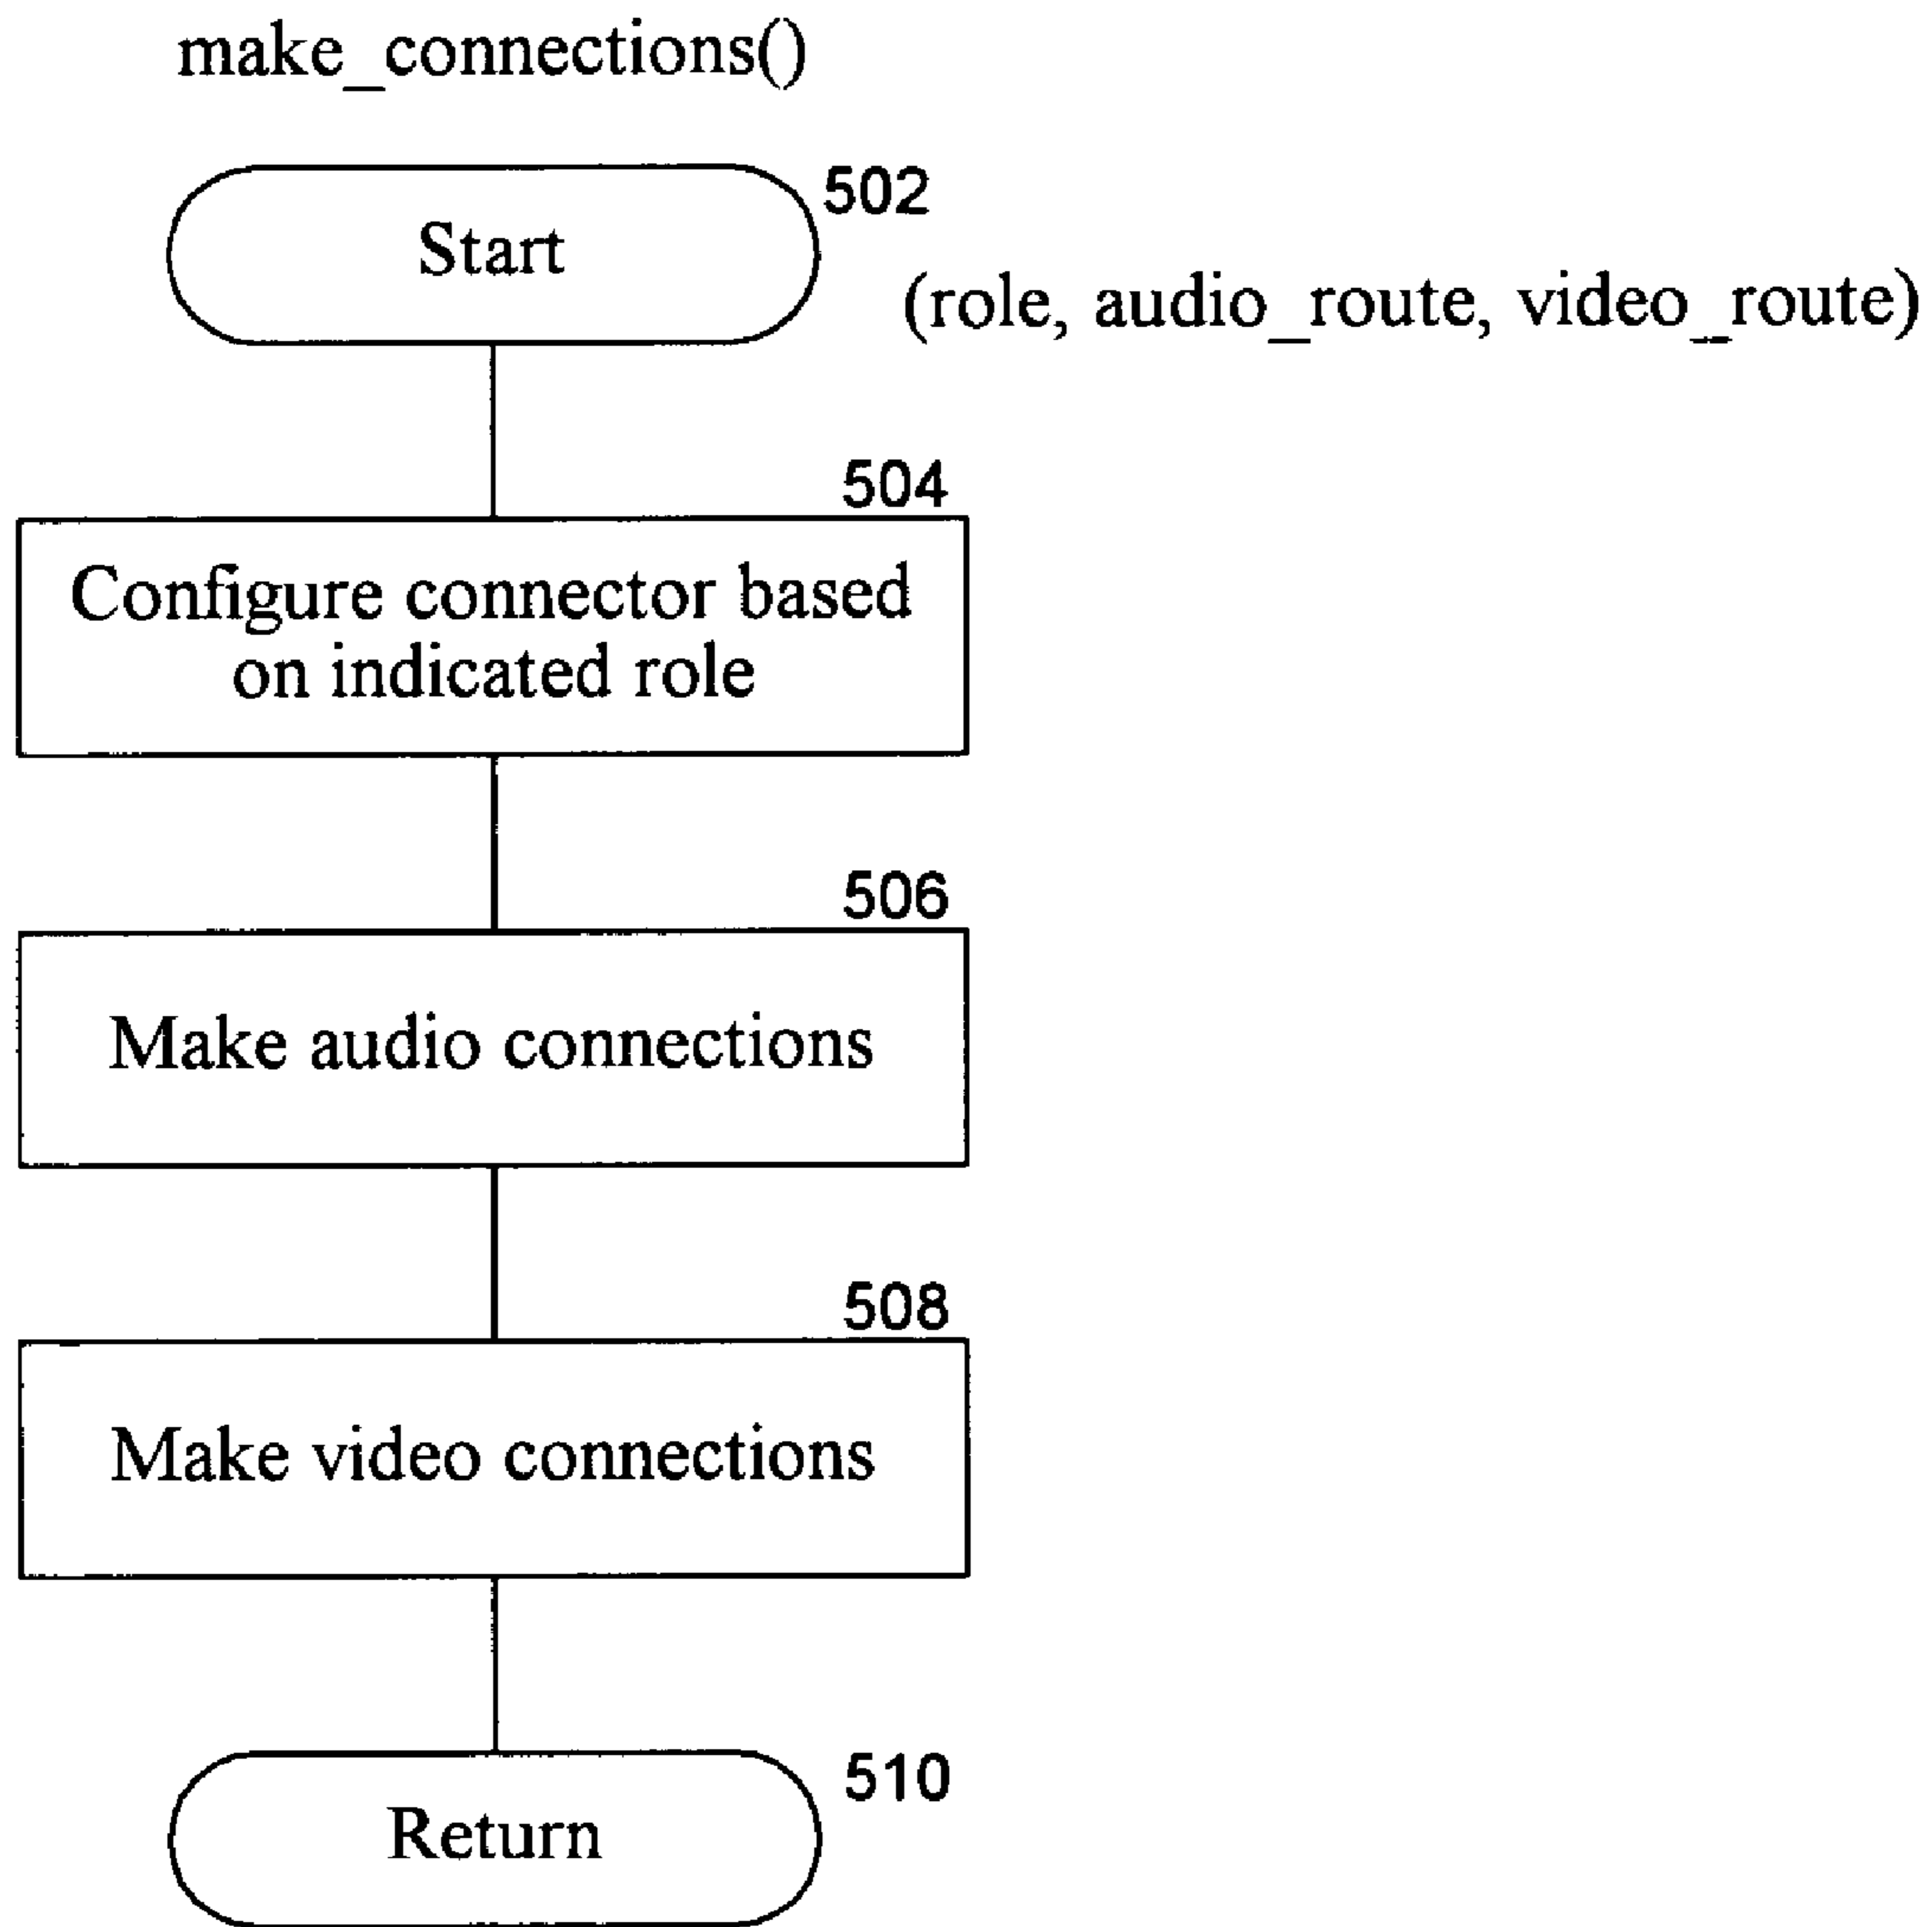 make_connections()
502
Start
(role, audio_route, video_route)
504
Configure connector based
on indicated role
506
Make audio connections
508
Make video connections
510
Return